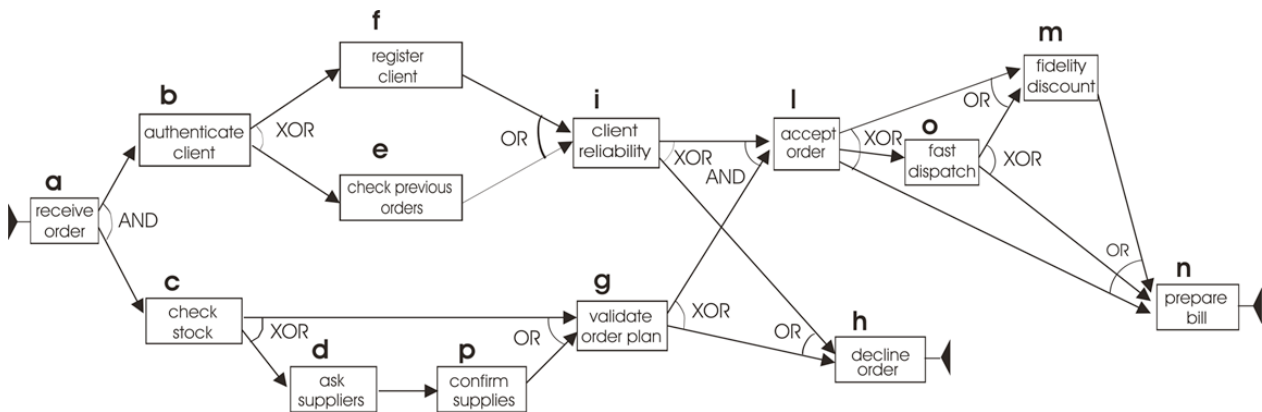 f
register
client
m
fidelity
discount
b
authenticate
client
XOR
OR
i
client
reliability
XOR
AND
l
accept
order
XOR
OR
o
fast
dispatch
XOR
e
check previous
orders
a
receive
order
AND
c
check
stock
XOR
d
ask
suppliers
p
confirm
supplies
OR
g
validate
order plan
XOR
OR
h
decline
order
OR
n
prepare
bill